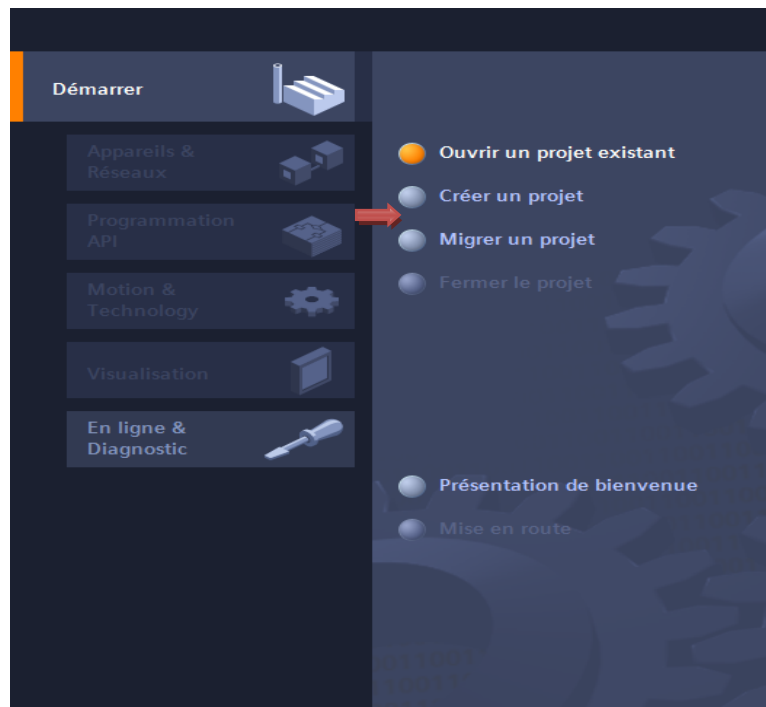 Démarrer
Appareils &
Réseaux
Programmation
API
Motion &
Technology
Visualisation
En ligne &
Diagnostic
Ouvrir un projet existant
Créer un projet
Migrer un projet
Fermer le projet
Présentation de bienvenue
Mise en route